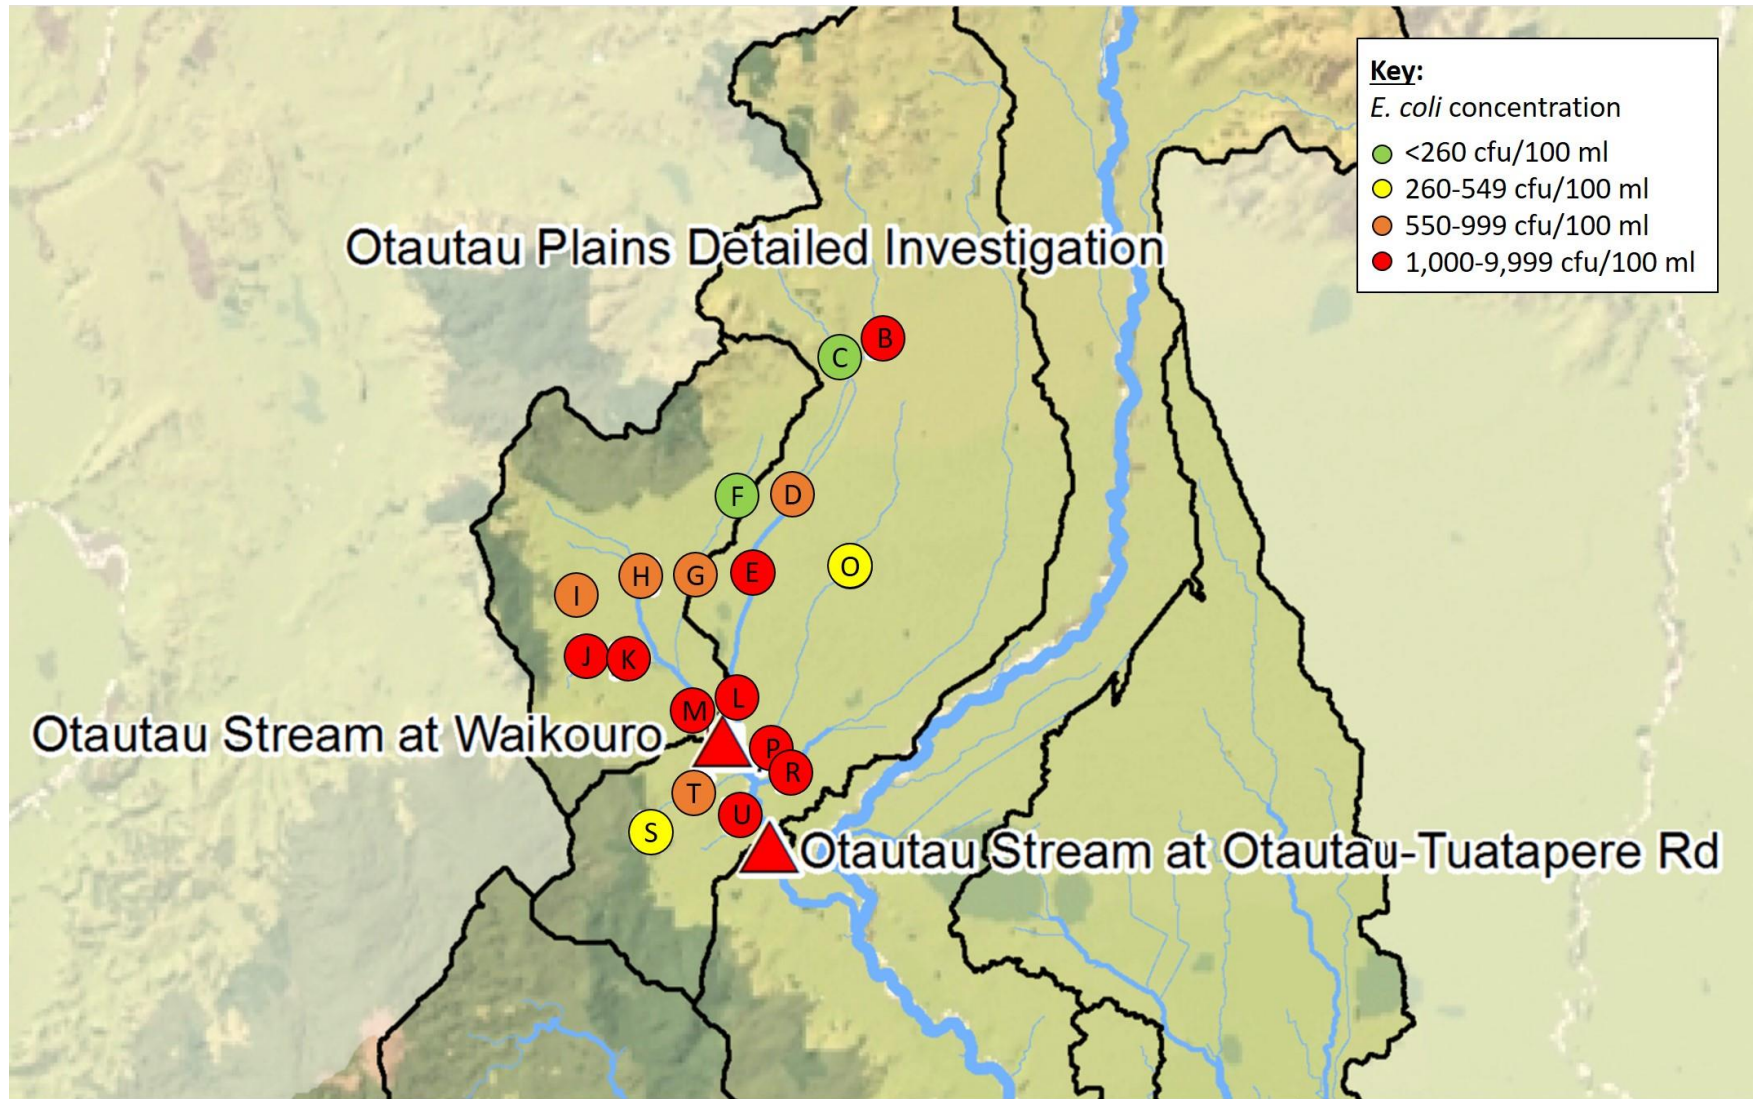 Key:
E. coli concentration
<260 cfu/100 ml
260-549 cfu/100 ml
550-999 cfu/100 ml
1,000-9,999 cfu/100 ml
Otautau Plains Detailed Investigation
B
C
F
D
O
E
G
H
I
J
K
L
M
Otautau Stream at Waikouro
P
R
T
U
S
Otautau Stream at Otautau-Tuatapere Rd